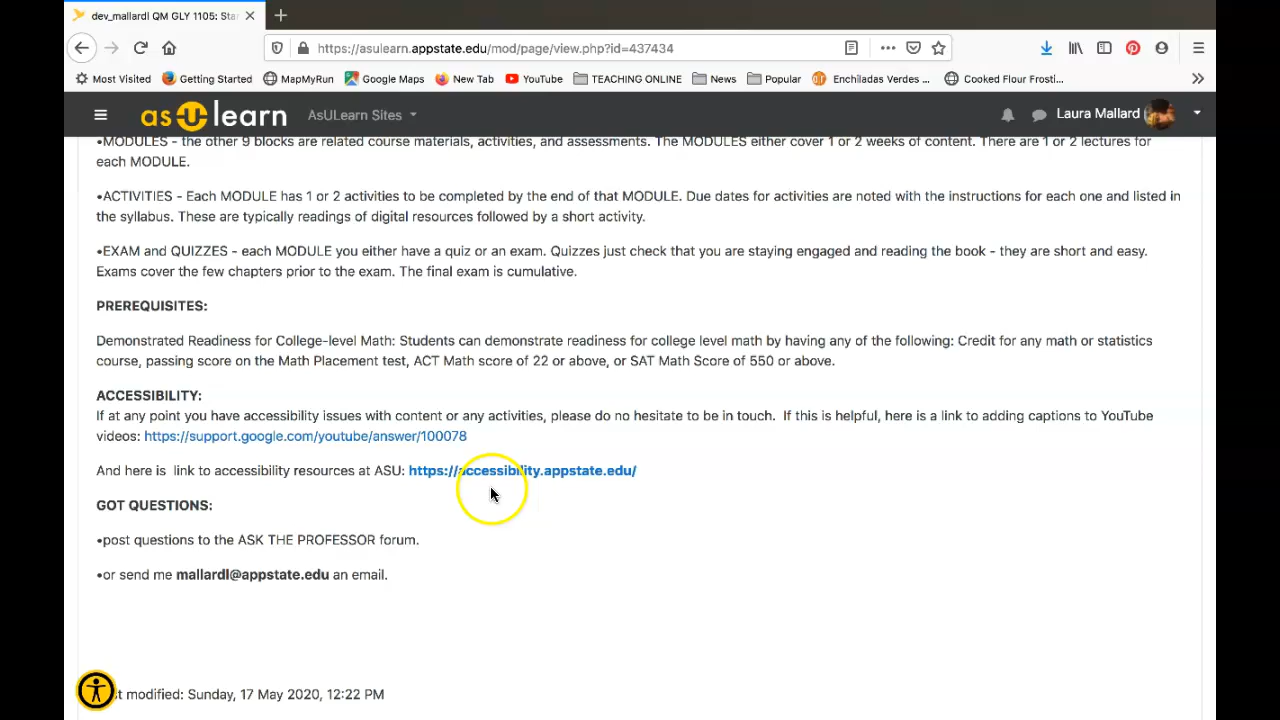 dev_mallardl QM GLY 1105: Sta
https://asulearn.appstate.edu/mod/page/view.php?id=437434
Most Visited Getting Started MapMyRun Google Maps New Tab YouTube TEACHING ONLINE News Popular Enchiladas Verdes ... Cooked Flour Frosti...
asULearn AsULearn Sites Laura Mallard
•MODULES - the other 9 blocks are related course materials, activities, and assessments. The MODULES either cover 1 or 2 weeks of content. There are 1 or 2 lectures for
each MODULE.
•ACTIVITIES - Each MODULE has 1 or 2 activities to be completed by the end of that MODULE. Due dates for activities are noted with the instructions for each one and listed in
the syllabus. These are typically readings of digital resources followed by a short activity.
•EXAM and QUIZZES - each MODULE you either have a quiz or an exam. Quizzes just check that you are staying engaged and reading the book - they are short and easy.
Exams cover the few chapters prior to the exam. The final exam is cumulative.
PREREQUISITES:
Demonstrated Readiness for College-level Math: Students can demonstrate readiness for college level math by having any of the following: Credit for any math or statistics
course, passing score on the Math Placement test, ACT Math score of 22 or above, or SAT Math Score of 550 or above.
ACCESSIBILITY:
If at any point you have accessibility issues with content or any activities, please do no hesitate to be in touch. If this is helpful, here is a link to adding captions to YouTube
videos: https://support.google.com/youtube/answer/100078
And here is link to accessibility resources at ASU: https://accessibility.appstate.edu/
GOT QUESTIONS:
•post questions to the ASK THE PROFESSOR forum.
•or send me mallardl@appstate.edu an email.
t modified: Sunday, 17 May 2020, 12:22 PM